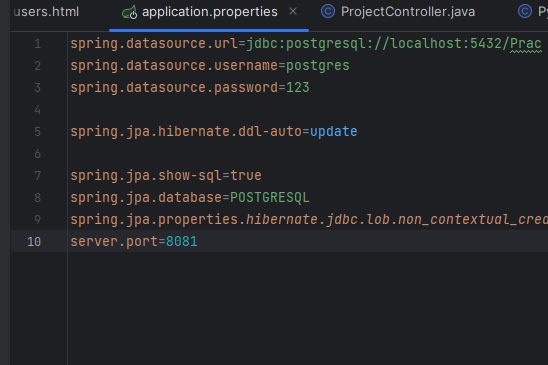 users.html application.properties ProjectController.java
1 spring.datasource.url=jdbc:postgresql://localhost:5432/Prac
2 spring.datasource.username=postgres
3 spring.datasource.password=123
4
5 spring.jpa.hibernate.ddl-auto=update
6
7 spring.jpa.show-sql=true
8 spring.jpa.database=POSTGRESQL
9 spring.jpa.properties.hibernate.jdbc.lob.non_contextual_crea
10 server.port=8081